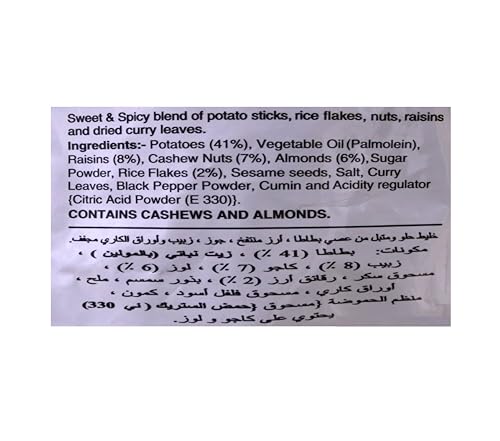 Sweet & Spicy blend of potato sticks, rice flakes, nuts, raisins
and dried curry leaves.
Ingredients:- Potatoes (41%), Vegetable Oil (Palmolein),
Raisins (8%), Cashew Nuts (7%), Almonds (6%), Sugar
Powder, Rice Flakes (2%), Sesame seeds, Salt, Curry
Leaves, Black Pepper Powder, Cumin and Acidity regulator
{Citric Acid Powder (E 330)}.
CONTAINS CASHEWS AND ALMONDS.
خليط حلو ومتبل من عصي بطاطا ، أرز منتفخ ، جوز ، زبيب وأوراق الكاري مجفف.
مكونات: بطاطا (41 ٪) ، زيت نباتي (بالمولين) ،
زبيب (8 ٪) ، كاجو (7 ٪) ، لوز (6 ٪) ،
مسحوق سكر ، رقائق أرز (2 ٪) ، بذور سمسم ، ملح ،
أوراق كاري ، مسحوق فلفل أسود ، كمون ،
منظم الحموضة {مسحوق حمض الستريك (إي 330)
يحتوي على كاجو و لوز.